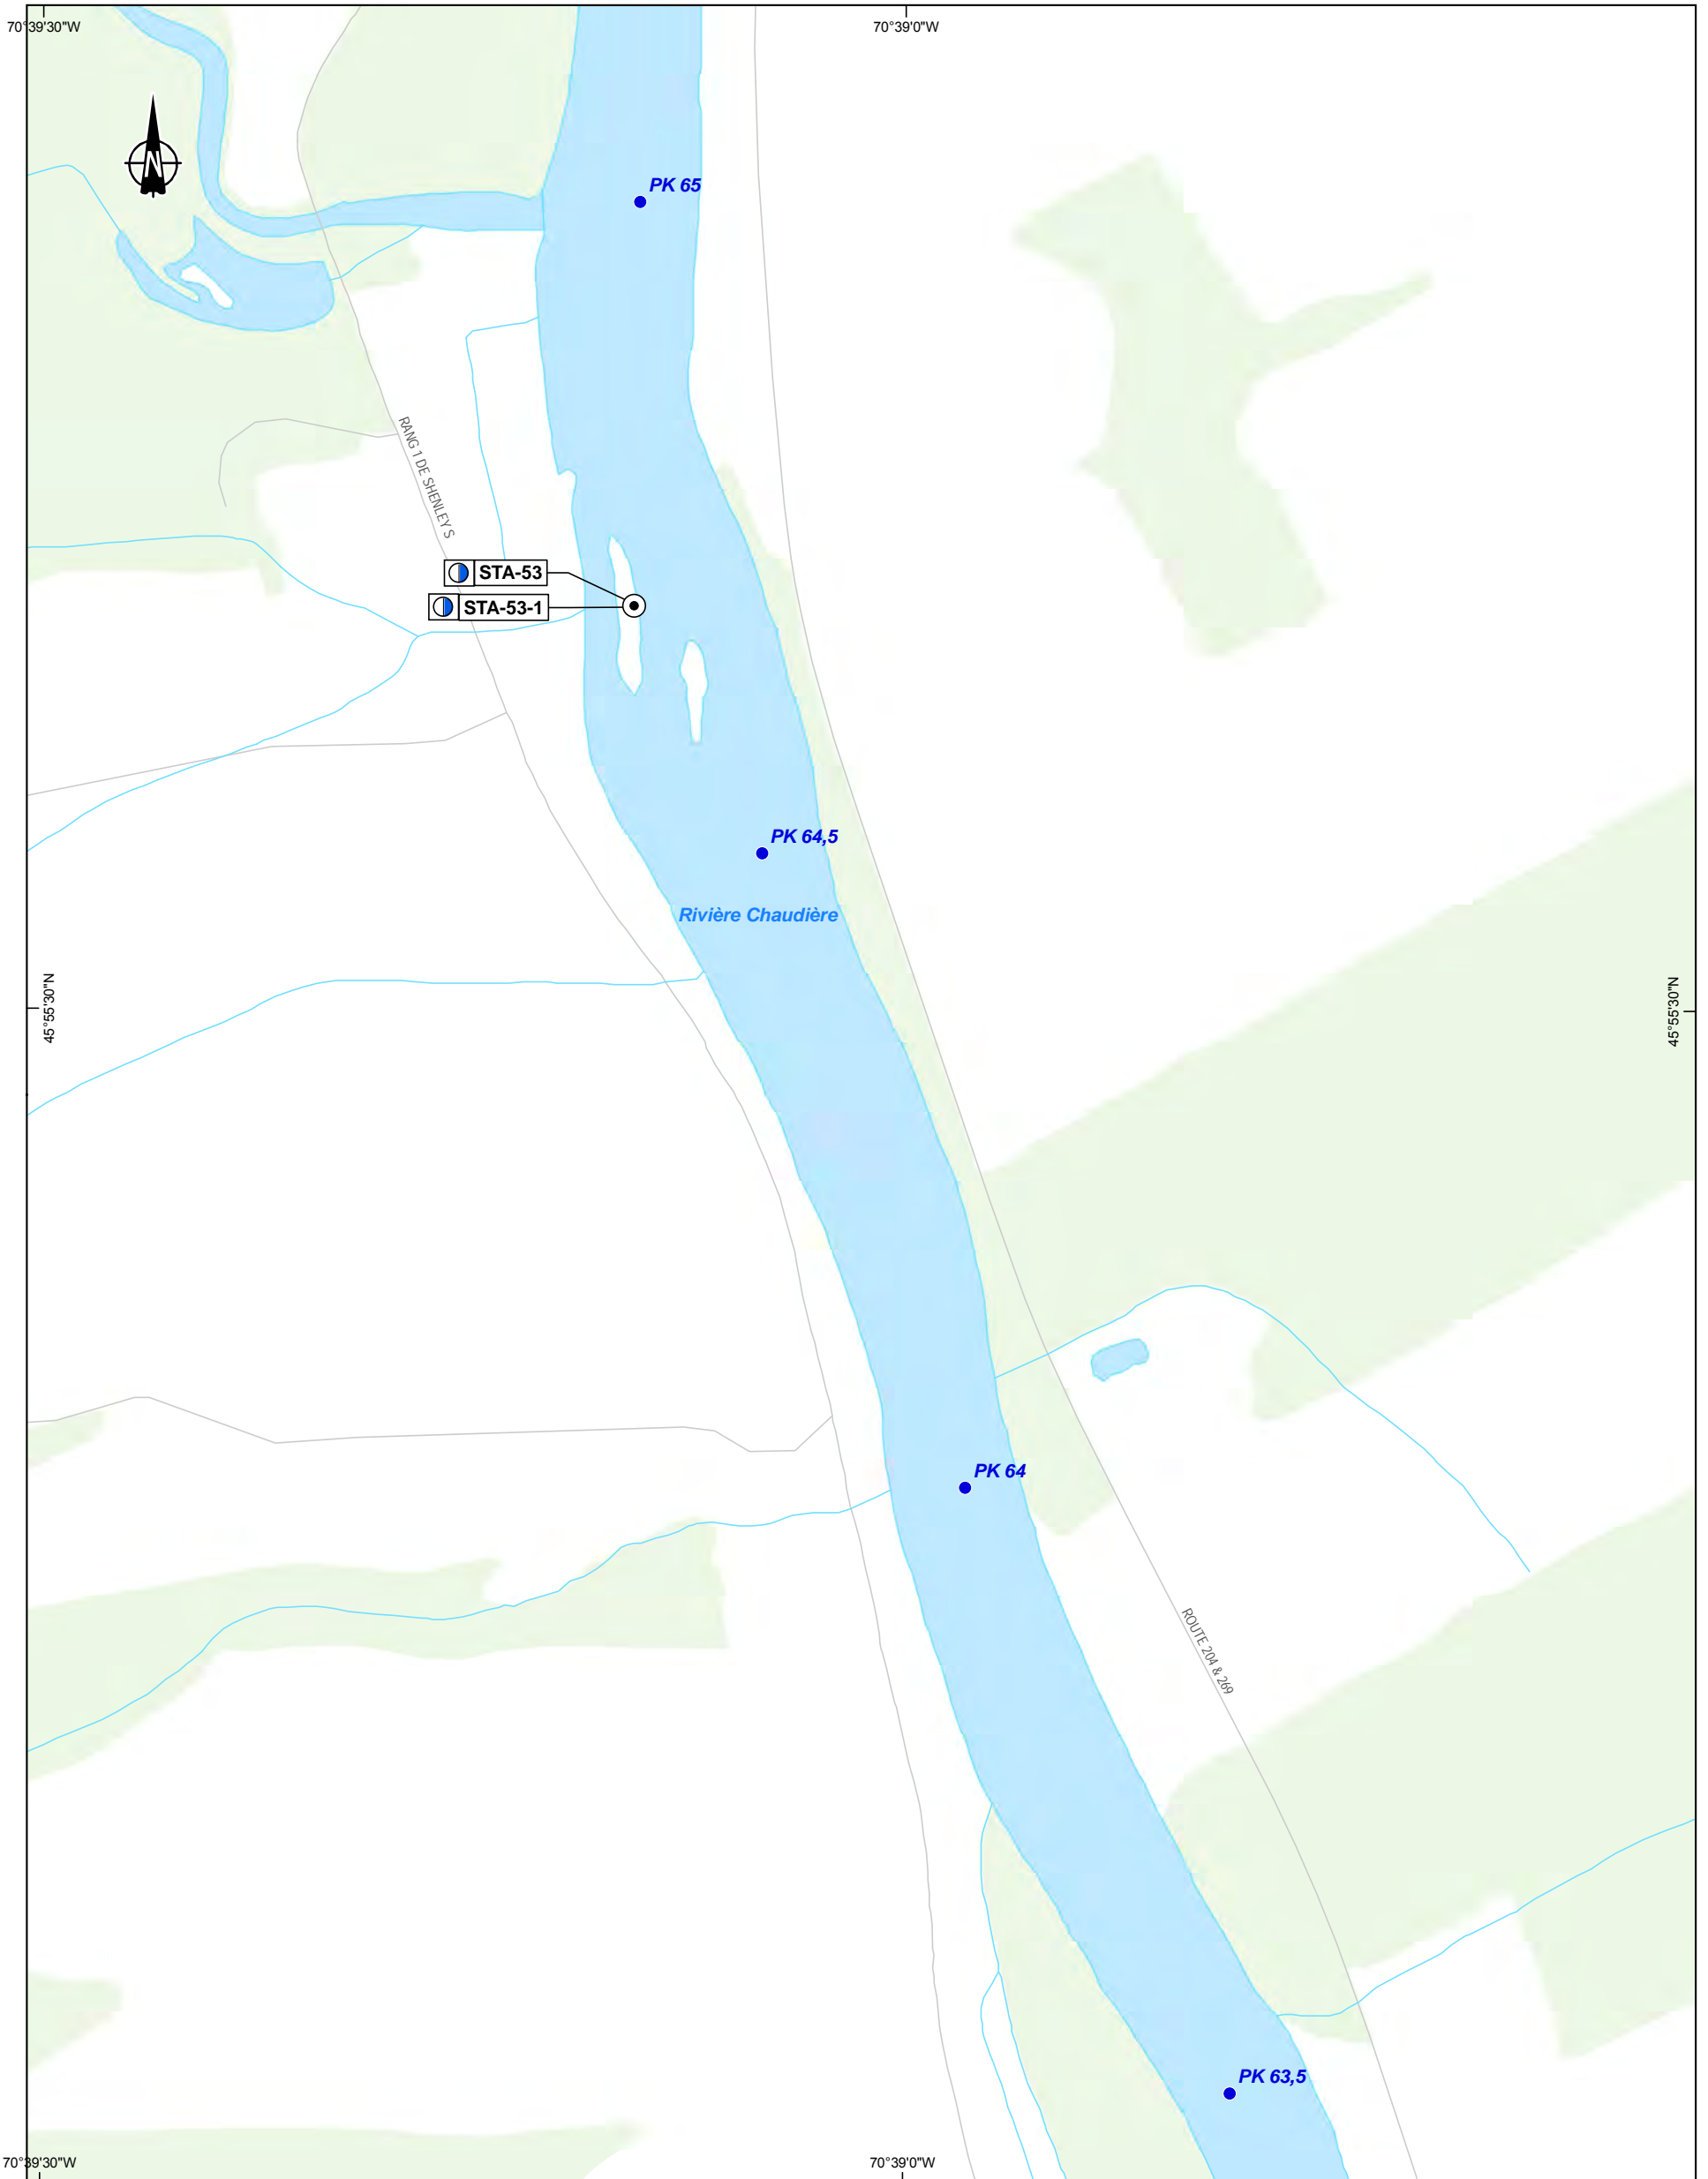 70°39'30"W
70°39'0"W
N
PK 65
RANG 1 DE SHENLEY S
STA-53
STA-53-1
PK 64,5
Rivière Chaudière
45°55'30"N
45°55'30"N
PK 64
ROUTE 204 & 269
PK 63,5
70°39'30"W
70°39'0"W